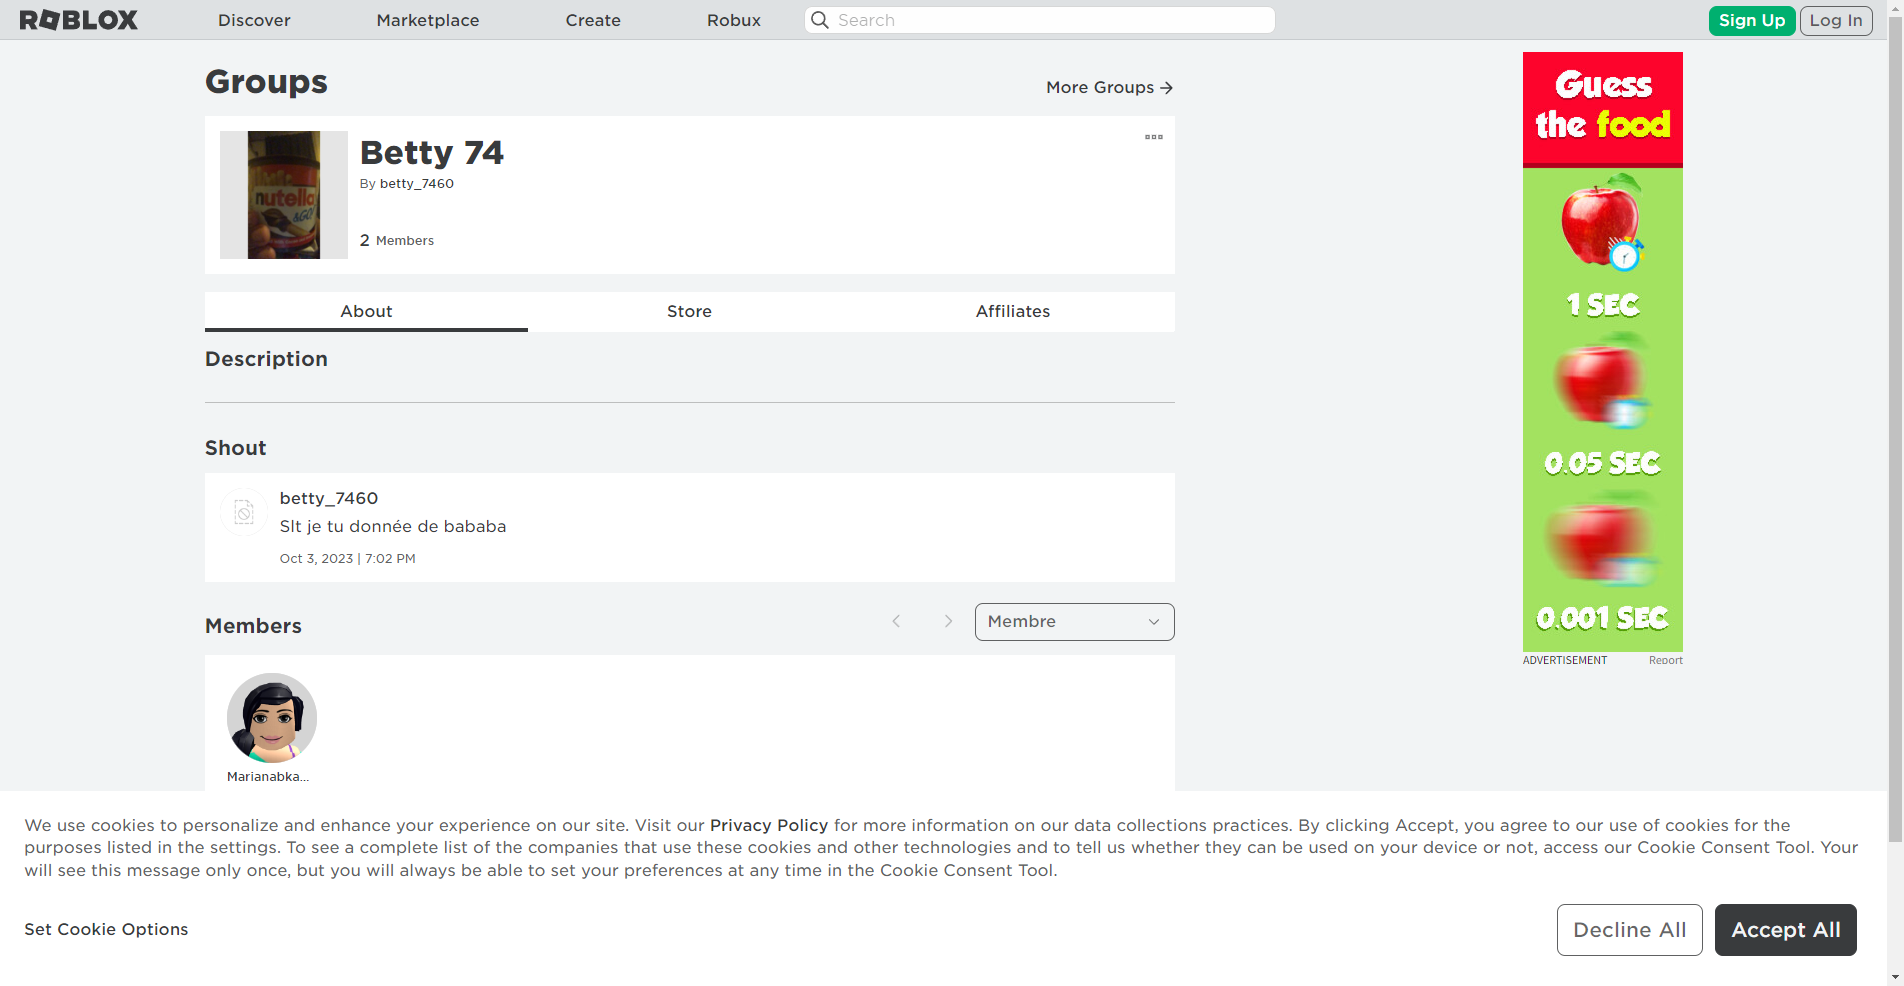 ROBLOX
Discover
Marketplace
Create
Robux
Search
Sign Up
Log In
Groups
More Groups
nutella
&GO!
Betty 74
By betty_7460
2 Members
About
Store
Affiliates
Description
Shout
betty_7460
Slt je tu donnée de bababa
Oct 3, 2023 | 7:02 PM
Members
Membre
Marianabka...
Guess
the food
1 SEC
0.05 SEC
0.001 SEC
ADVERTISEMENT
Report
We use cookies to personalize and enhance your experience on our site. Visit our Privacy Policy for more information on our data collections practices. By clicking Accept, you agree to our use of cookies for the
purposes listed in the settings. To see a complete list of the companies that use these cookies and other technologies and to tell us whether they can be used on your device or not, access our Cookie Consent Tool. Your
will see this message only once, but you will always be able to set your preferences at any time in the Cookie Consent Tool.
Set Cookie Options
Decline All
Accept All